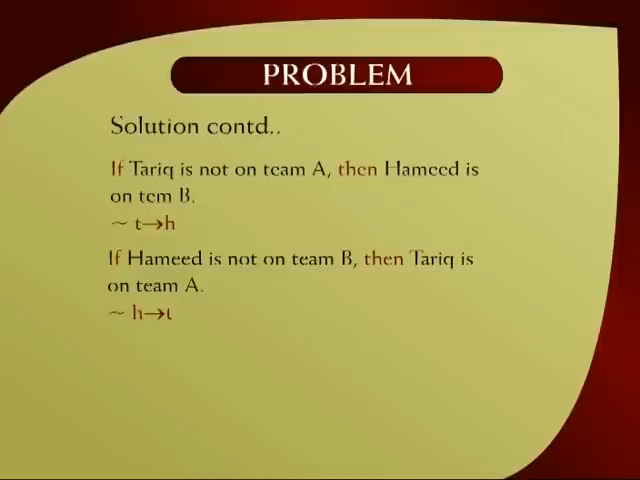 PROBLEM
Solution contd..
If Tariq is not on team A, then Hameed is
on tem B.
~ t→h
If Hameed is not on team B, then Tariq is
on team A.
~ h→t